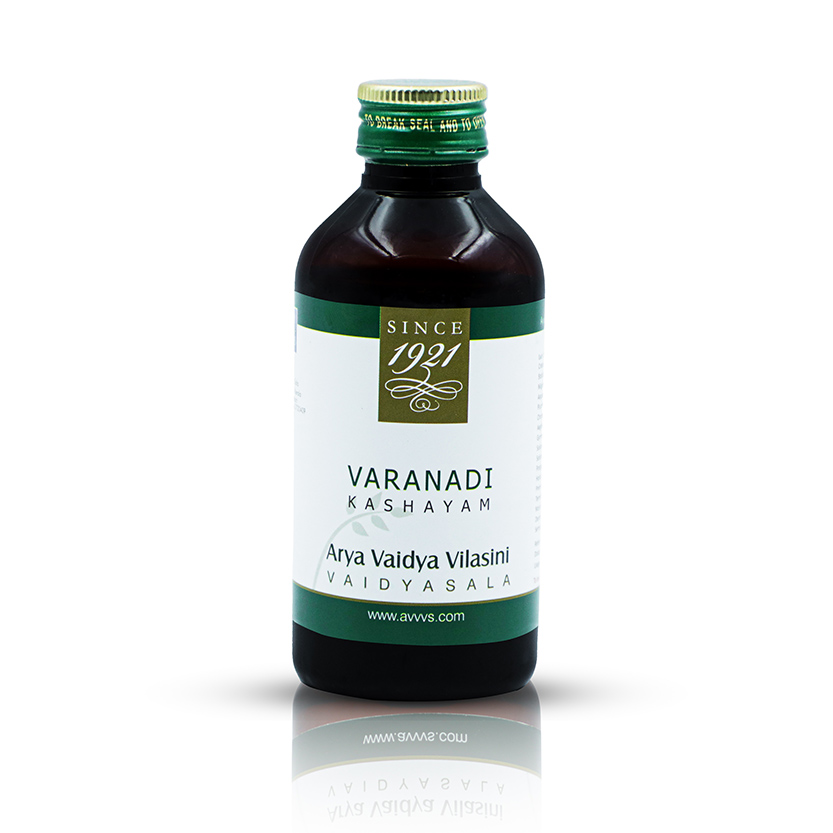 TO BREAK SEAL AND TO OPEN
SINCE
1921
VARANADI
KASHAYAM
Arya Vaidya Vilasini
VAIDYASALA
www.avvvs.com